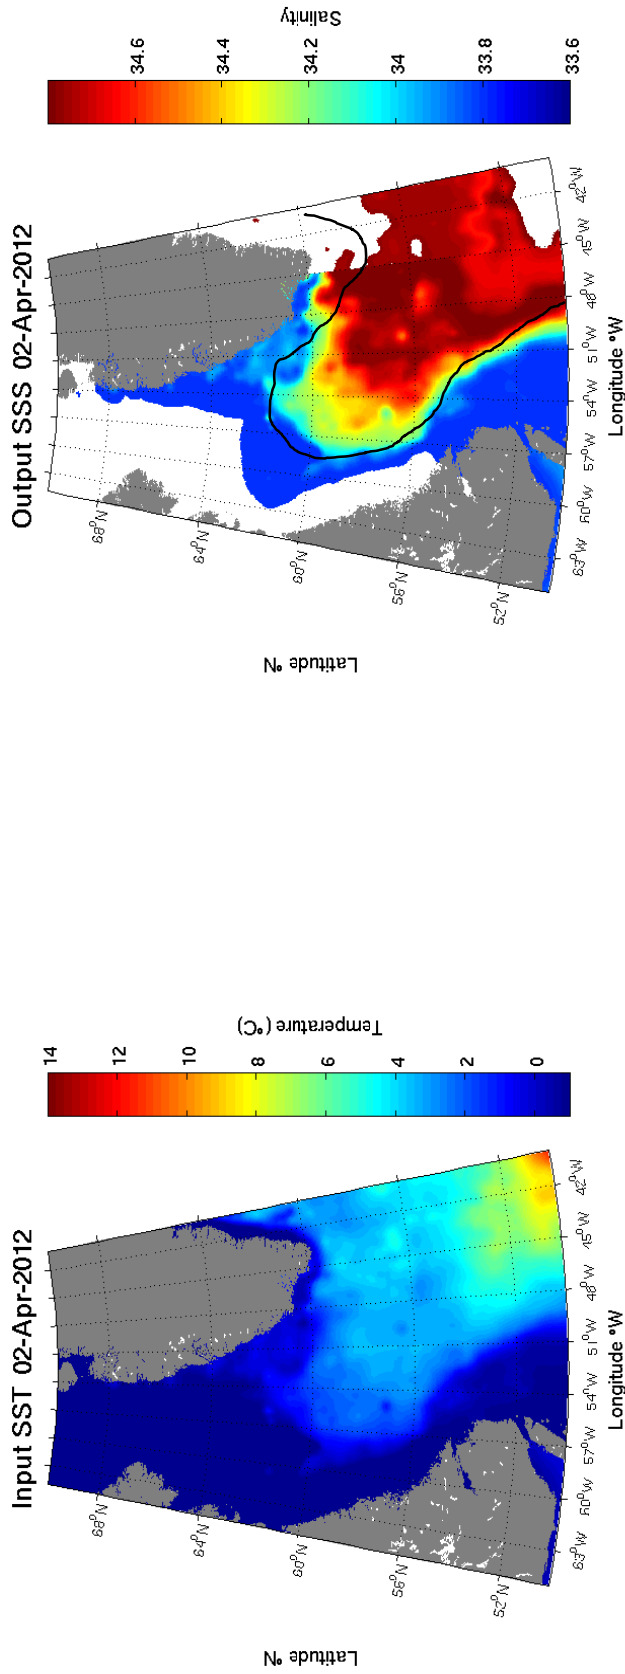 Input SST  02-Apr-2012
Latitude °N
68°N
64°N
60°N
56°N
52°N
63°W
60°W
57°W
54°W
51°W
48°W
45°W
42°W
Longitude °W
14
12
10
8
6
4
2
0
Temperature (°C)
Output SSS  02-Apr-2012
Latitude °N
68°N
64°N
60°N
56°N
52°N
63°W
60°W
57°W
54°W
51°W
48°W
45°W
42°W
Longitude °W
34.6
34.4
34.2
34
33.8
33.6
Salinity